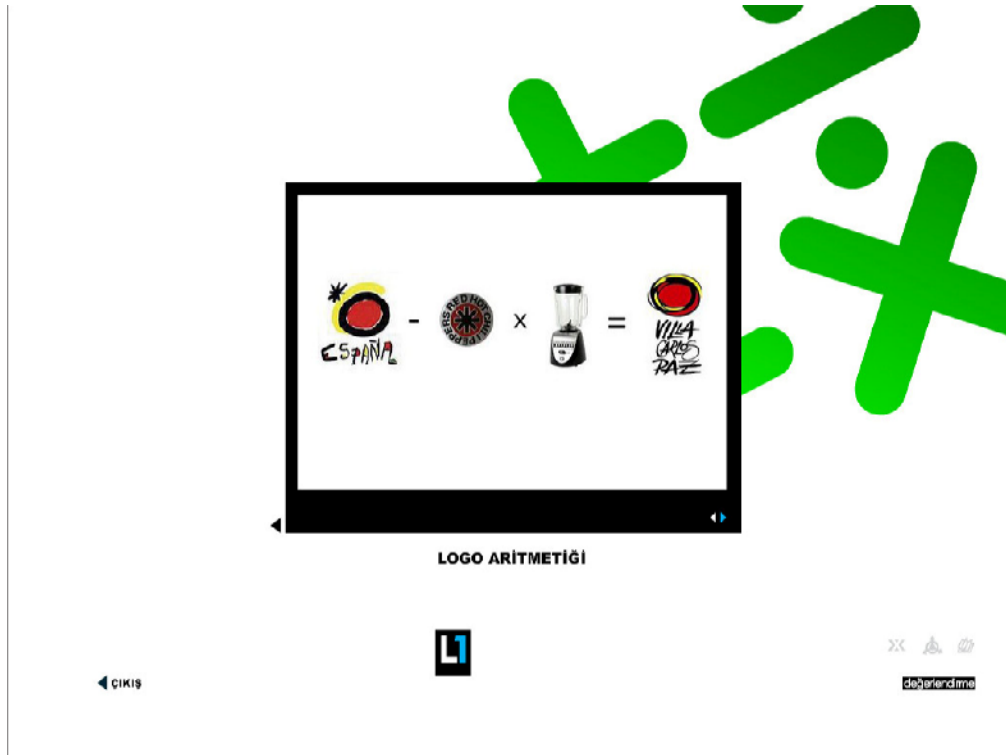 ESPAÑA
-
RED HOT CHILI PEPPERS
x
=
VILLA
CARLOS
PAZ
LOGO ARİTMETİĞİ
L1
ÇIKIŞ
değerlendirme